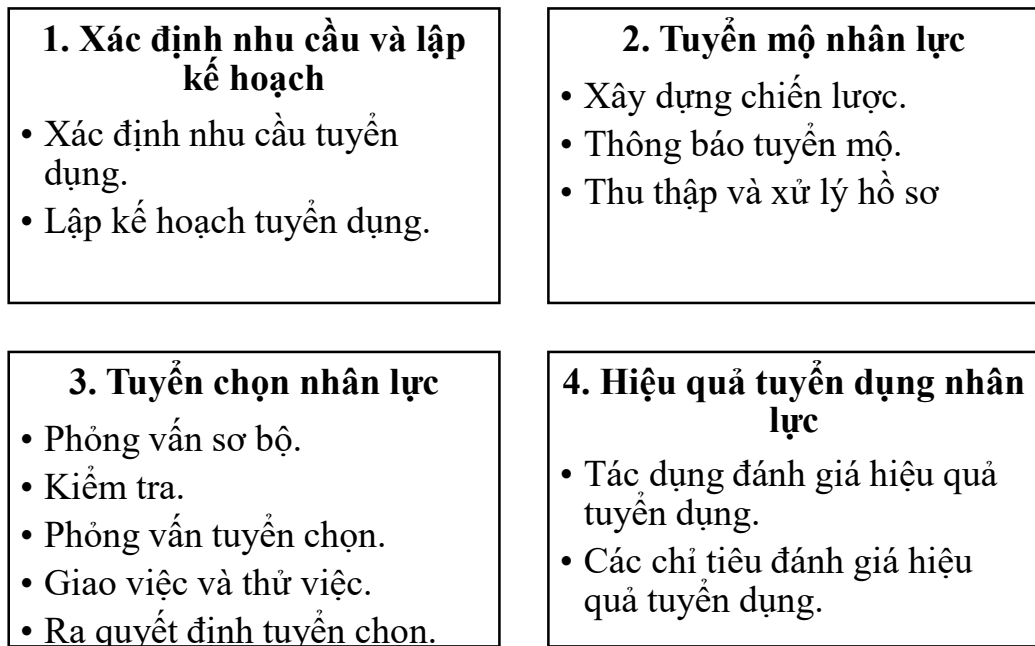 1. Xác định nhu cầu và lập
kế hoạch
• Xác định nhu cầu tuyển
dụng.
• Lập kế hoạch tuyển dụng.
2. Tuyển mộ nhân lực
• Xây dựng chiến lược.
• Thông báo tuyển mộ.
• Thu thập và xử lý hồ sơ
3. Tuyển chọn nhân lực
• Phỏng vấn sơ bộ.
• Kiểm tra.
• Phỏng vấn tuyển chọn.
• Giao việc và thử việc.
• Ra quyết định tuyển chọn.
4. Hiệu quả tuyển dụng nhân
lực
• Tác dụng đánh giá hiệu quả
tuyển dụng.
• Các chỉ tiêu đánh giá hiệu
quả tuyển dụng.